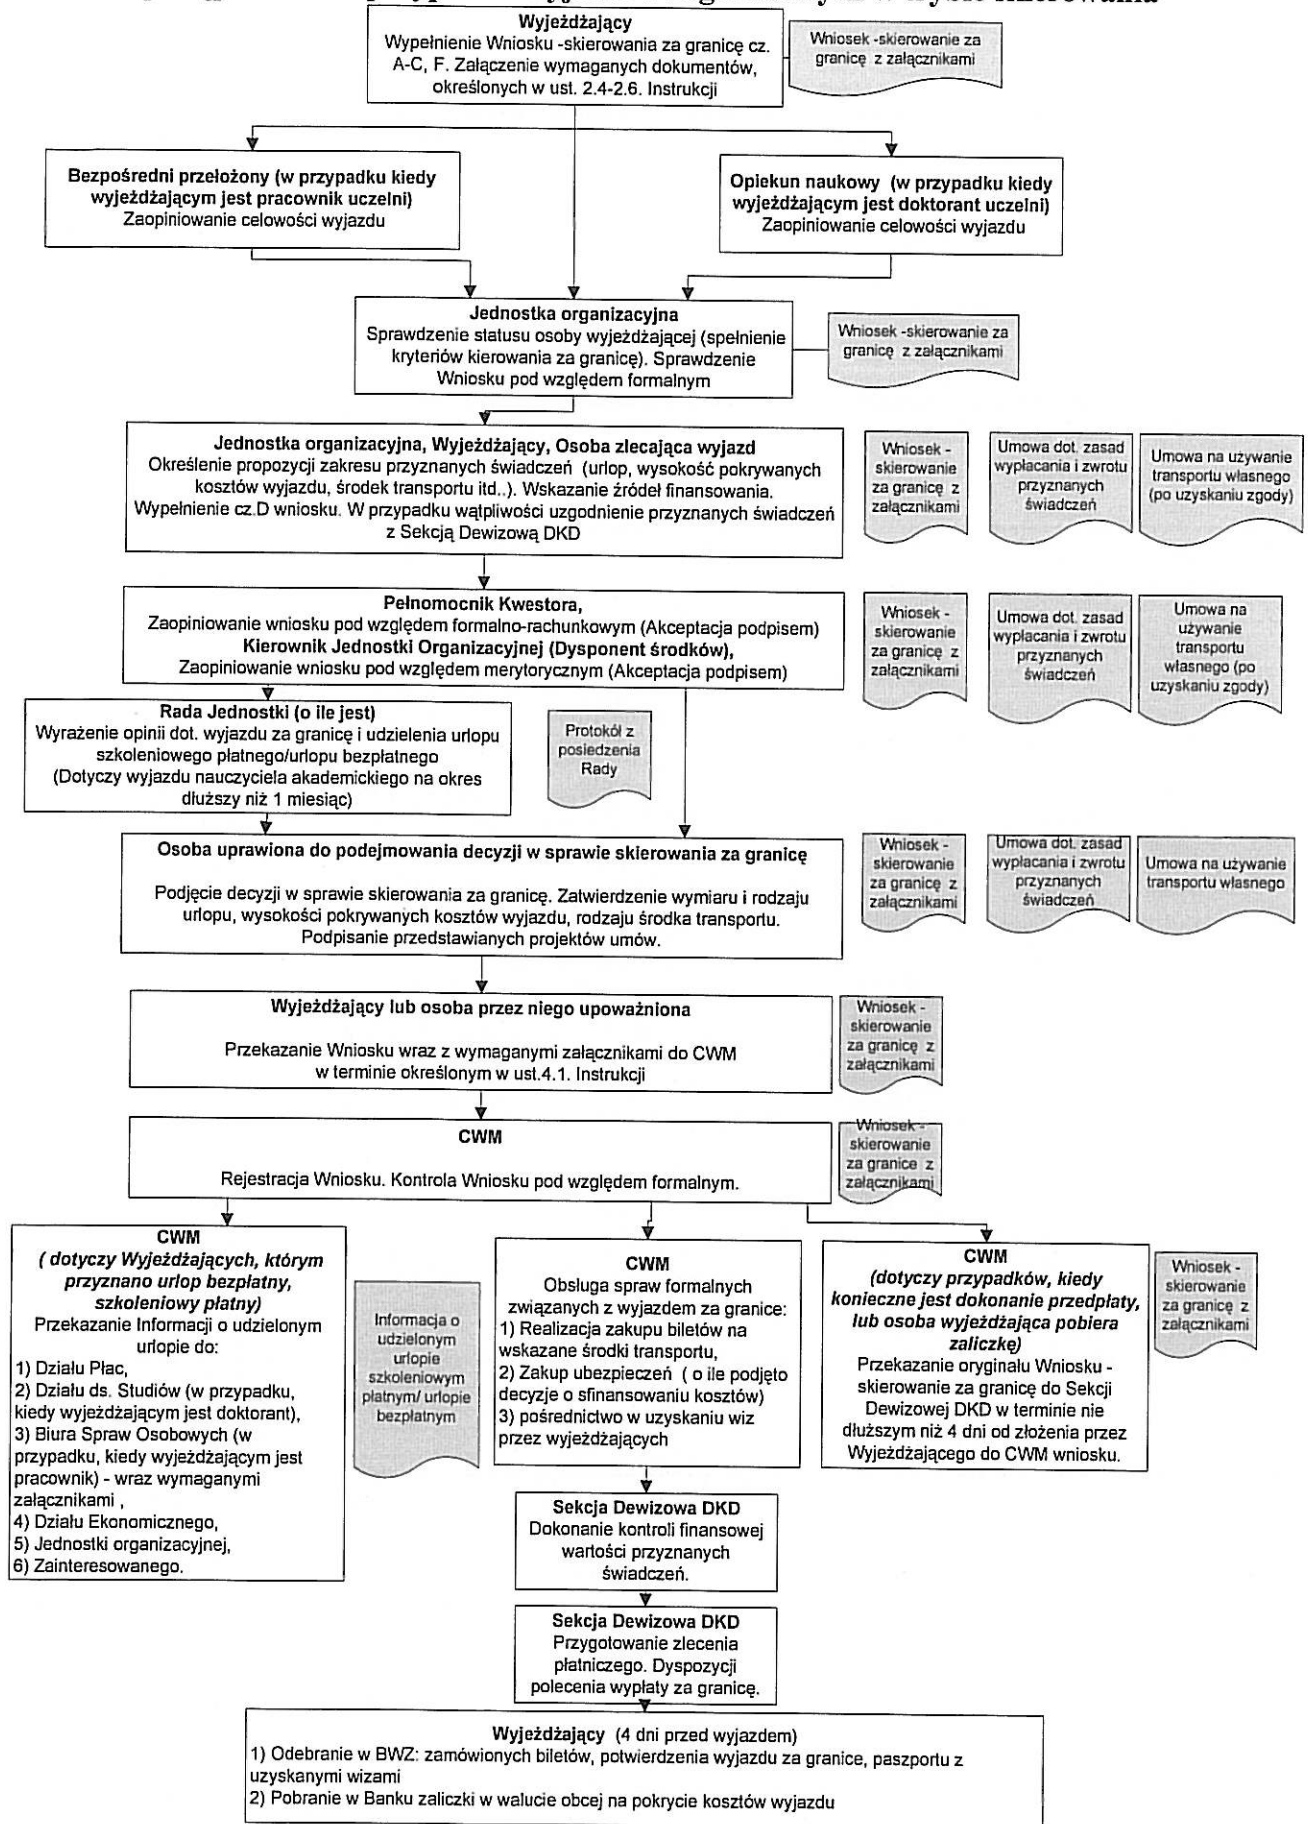 w przypadku wyjazdów zagranicznych w trybie skierowania
Wyjeżdżający
Wypełnienie Wniosku -skierowania za granicę cz.
A-C, F. Załączenie wymaganych dokumentów,
określonych w ust. 2.4-2.6. Instrukcji
Wniosek -skierowanie za
granicę z załącznikami
Bezpośredni przełożony (w przypadku kiedy
wyjeżdżającym jest pracownik uczelni)
Zaopiniowanie celowości wyjazdu
Opiekun naukowy (w przypadku kiedy
wyjeżdżającym jest doktorant uczelni)
Zaopiniowanie celowości wyjazdu
Jednostka organizacyjna
Sprawdzenie statusu osoby wyjeżdżającej (spełnienie
kryteriów kierowania za granicę). Sprawdzenie
Wniosku pod względem formalnym
Wniosek -skierowanie za
granicę z załącznikami
Jednostka organizacyjna, Wyjeżdżający, Osoba zlecająca wyjazd
Określenie propozycji zakresu przyznanych świadczeń (urlop, wysokość pokrywanych
kosztów wyjazdu, środek transportu itd..). Wskazanie źródeł finansowania.
Wypełnienie cz.D wniosku. W przypadku wątpliwości uzgodnienie przyznanych świadczeń
z Sekcją Dewizową DKD
Wniosek -
skierowanie
za granicę z
załącznikami
Umowa dot. zasad
wypłacania i zwrotu
przyznanych
świadczeń
Umowa na używanie
transportu własnego
(po uzyskaniu zgody)
Pełnomocnik Kwestora,
Zaopiniowanie wniosku pod względem formalno-rachunkowym (Akceptacja podpisem)
Kierownik Jednostki Organizacyjnej (Dysponent środków),
Zaopiniowanie wniosku pod względem merytorycznym (Akceptacja podpisem)
Wniosek -
skierowanie
za granicę z
załącznikami
Umowa dot. zasad
wypłacania i zwrotu
przyznanych
świadczeń
Umowa na
używanie
transportu
własnego (po
uzyskaniu zgody)
Rada Jednostki (o ile jest)
Wyrażenie opinii dot. wyjazdu za granicę i udzielenia urlopu
szkoleniowego płatnego/urlopu bezpłatnego
(Dotyczy wyjazdu nauczyciela akademickiego na okres
dłuższy niż 1 miesiąc)
Protokół z
posiedzenia
Rady
Osoba uprawiona do podejmowania decyzji w sprawie skierowania za granicę
Podjęcie decyzji w sprawie skierowania za granicę. Zatwierdzenie wymiaru i rodzaju
urlopu, wysokości pokrywanych kosztów wyjazdu, rodzaju środka transportu.
Podpisanie przedstawianych projektów umów.
Wniosek -
skierowanie
za granicę z
załącznikami
Umowa dot. zasad
wypłacania i zwrotu
przyznanych
świadczeń
Umowa na używanie
transportu własnego
Wyjeżdżający lub osoba przez niego upoważniona
Przekazanie Wniosku wraz z wymaganymi załącznikami do CWM
w terminie określonym w ust.4.1. Instrukcji
Wniosek -
skierowanie
za granicę z
załącznikami
CWM
Rejestracja Wniosku. Kontrola Wniosku pod względem formalnym.
Wniosek -
skierowanie
za granice z
załącznikami
CWM
( dotyczy Wyjeżdżających, którym
przyznano urlop bezpłatny,
szkoleniowy płatny)
Przekazanie Informacji o udzielonym
urlopie do:
1) Działu Płac,
2) Działu ds. Studiów (w przypadku,
kiedy wyjeżdżającym jest doktorant),
3) Biura Spraw Osobowych (w
przypadku, kiedy wyjeżdżającym jest
pracownik) - wraz wymaganymi
załącznikami ,
4) Działu Ekonomicznego,
5) Jednostki organizacyjnej,
6) Zainteresowanego.
Informacja o
udzielonym
urlopie
szkoleniowym
płatnym/ urlopie
bezpłatnym
CWM
Obsługa spraw formalnych
związanych z wyjazdem za granice:
1) Realizacja zakupu biletów na
wskazane środki transportu,
2) Zakup ubezpieczeń ( o ile podjęto
decyzje o sfinansowaniu kosztów)
3) pośrednictwo w uzyskaniu wiz
przez wyjeżdżających
CWM
(dotyczy przypadków, kiedy
konieczne jest dokonanie przedpłaty,
lub osoba wyjeżdżająca pobiera
zaliczkę)
Przekazanie oryginału Wniosku -
skierowanie za granicę do Sekcji
Dewizowej DKD w terminie nie
dłuższym niż 4 dni od złożenia przez
Wyjeżdżającego do CWM wniosku.
Wniosek -
skierowanie
za granicę z
załącznikami
Sekcja Dewizowa DKD
Dokonanie kontroli finansowej
wartości przyznanych
świadczeń.
Sekcja Dewizowa DKD
Przygotowanie zlecenia
płatniczego. Dyspozycji
polecenia wypłaty za granicę.
Wyjeżdżający (4 dni przed wyjazdem)
1) Odebranie w BWZ: zamówionych biletów, potwierdzenia wyjazdu za granice, paszportu z
uzyskanymi wizami
2) Pobranie w Banku zaliczki w walucie obcej na pokrycie kosztów wyjazdu